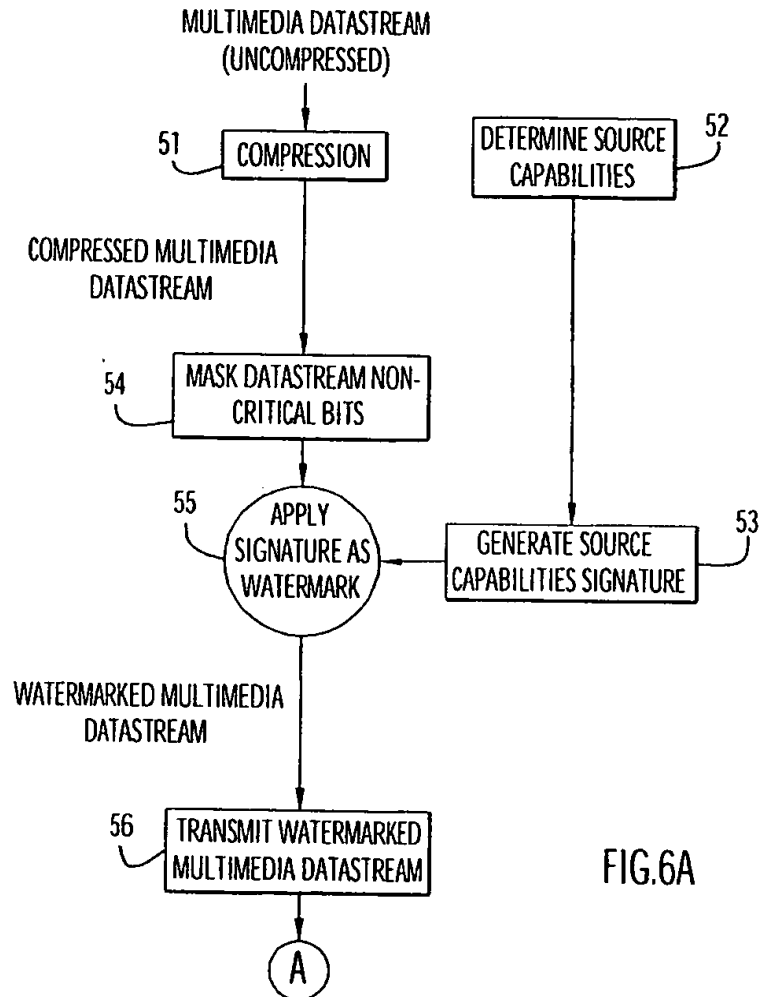 MULTIMEDIA DATASTREAM
(UNCOMPRESSED)
51
COMPRESSION
DETERMINE SOURCE
CAPABILITIES
52
COMPRESSED MULTIMEDIA
DATASTREAM
54
MASK DATASTREAM NON-
CRITICAL BITS
55
APPLY
SIGNATURE AS
WATERMARK
GENERATE SOURCE
CAPABILITIES SIGNATURE
53
WATERMARKED MULTIMEDIA
DATASTREAM
56
TRANSMIT WATERMARKED
MULTIMEDIA DATASTREAM
FIG.6A
A